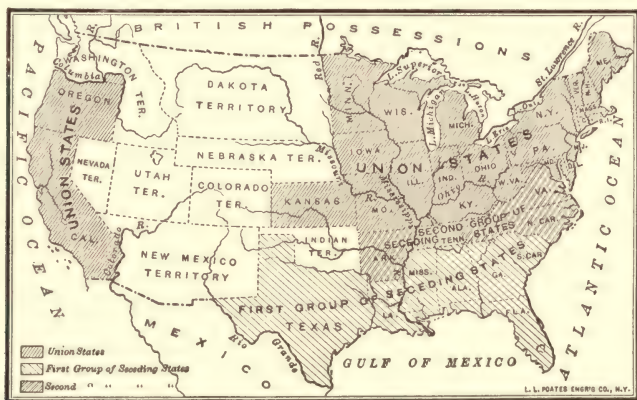 BRITISH POSSESSIONS
PACIFIC OCEAN
WASHINGTON TER.
Columbia
R.
OREGON
DAKOTA TERRITORY
Red R.
MINN.
L. Superior
WIS.
L. Michigan
MICH.
L. Huron
St. Lawrence R.
ME.
VER.
N.H.
MASS.
N.Y.
Ont.
Erie
PA.
N.J.
NEVADA TER.
UTAH TER.
NEBRASKA TER.
COLORADO TER.
Missouri R.
IOWA
UNION STATES
ILL.
IND.
OHIO
Ohio R.
W.VA.
VA.
KY.
UNION STATES
CAL.
Colorado R.
KANSAS
MO.
Mississippi
SECOND GROUP OF SECEDING STATES
TENN.
N.CAR.
NEW MEXICO TERRITORY
INDIAN TER.
ARK.
MISS.
ALA.
GA.
S.CAR.
FIRST GROUP OF SECEDING STATES
TEXAS
LA.
FLA.
ATLANTIC OCEAN
MEXICO
Rio Grande
GULF OF MEXICO
Union States
First Group of Seceding States
Second " " " "
L. L. POATES ENGR'G CO., N.Y.